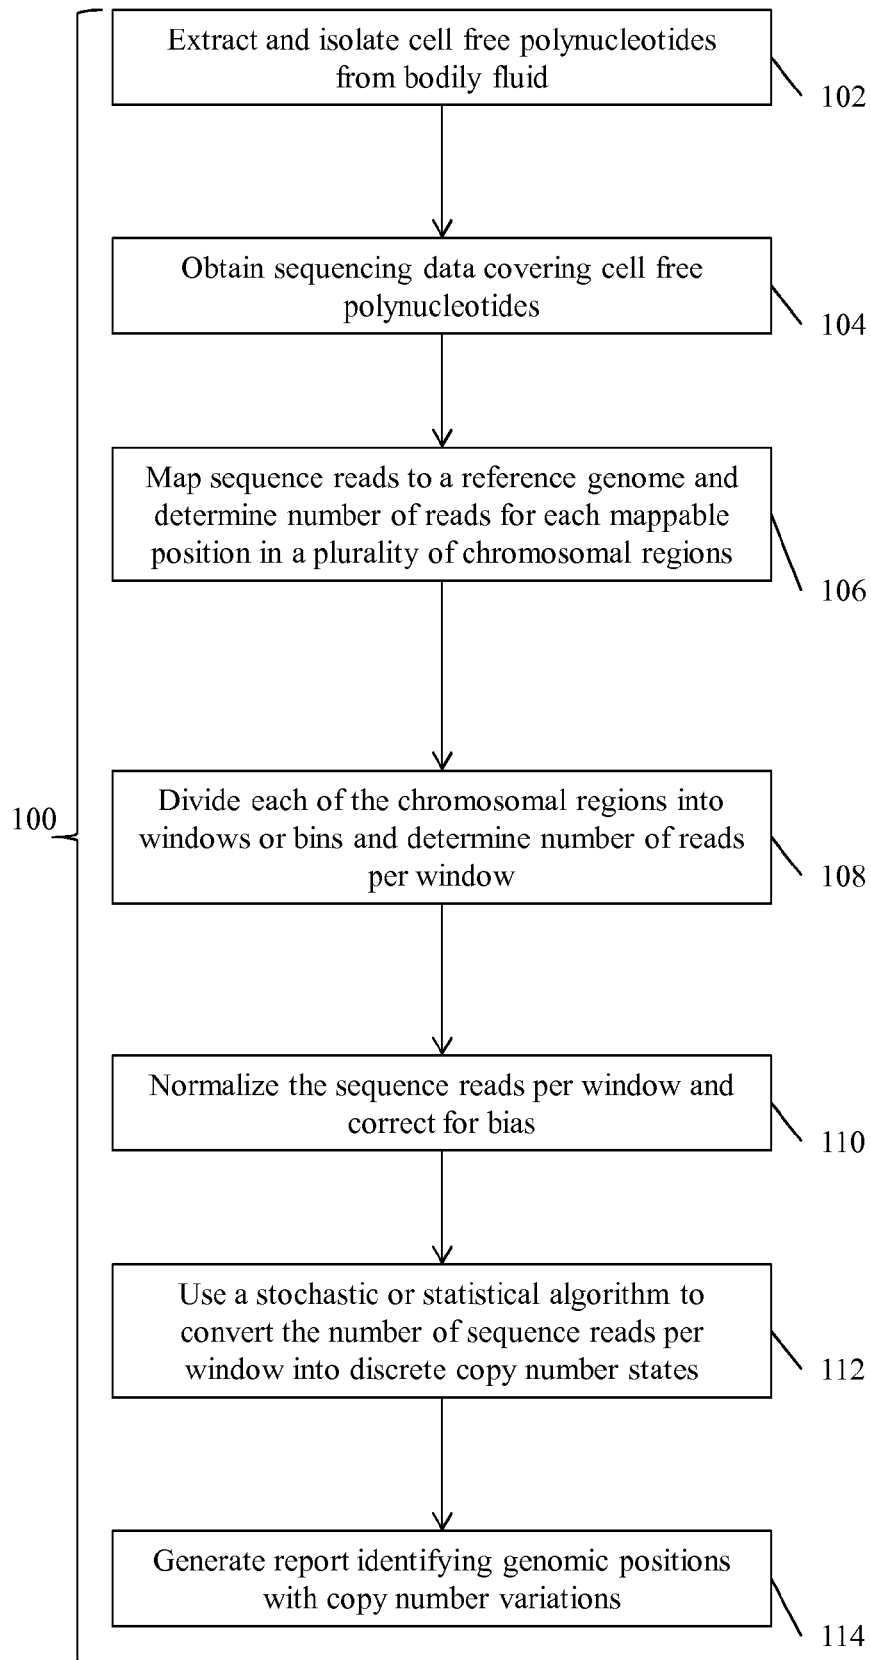 Extract and isolate cell free polynucleotides
from bodily fluid
102
Obtain sequencing data covering cell free
polynucleotides
104
Map sequence reads to a reference genome and
determine number of reads for each mappable
position in a plurality of chromosomal regions
106
100
Divide each of the chromosomal regions into
windows or bins and determine number of reads
per window
108
Normalize the sequence reads per window and
correct for bias
110
Use a stochastic or statistical algorithm to
convert the number of sequence reads per
window into discrete copy number states
112
Generate report identifying genomic positions
with copy number variations
114